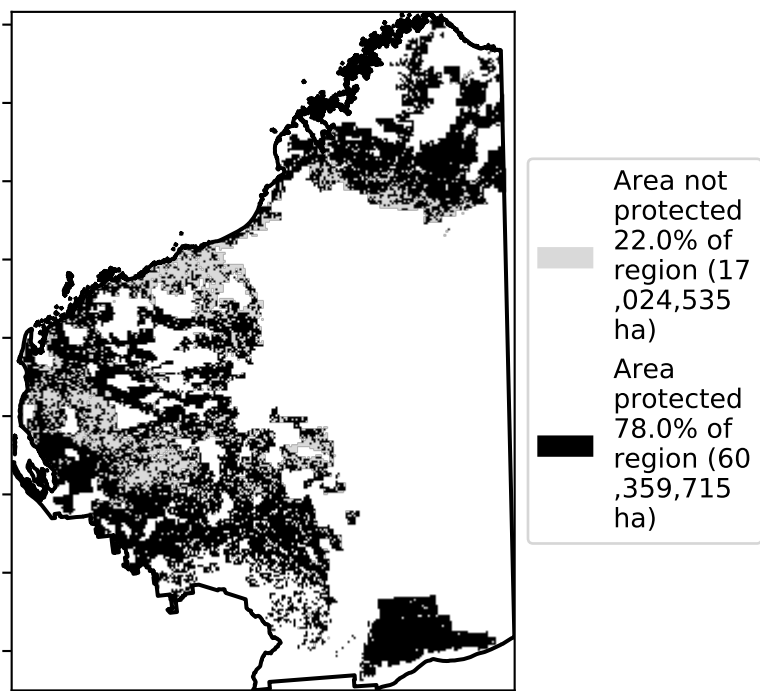 Area not
protected
22.0% of
region (17
,024,535
ha)
Area
protected
78.0% of
region (60
,359,715
ha)